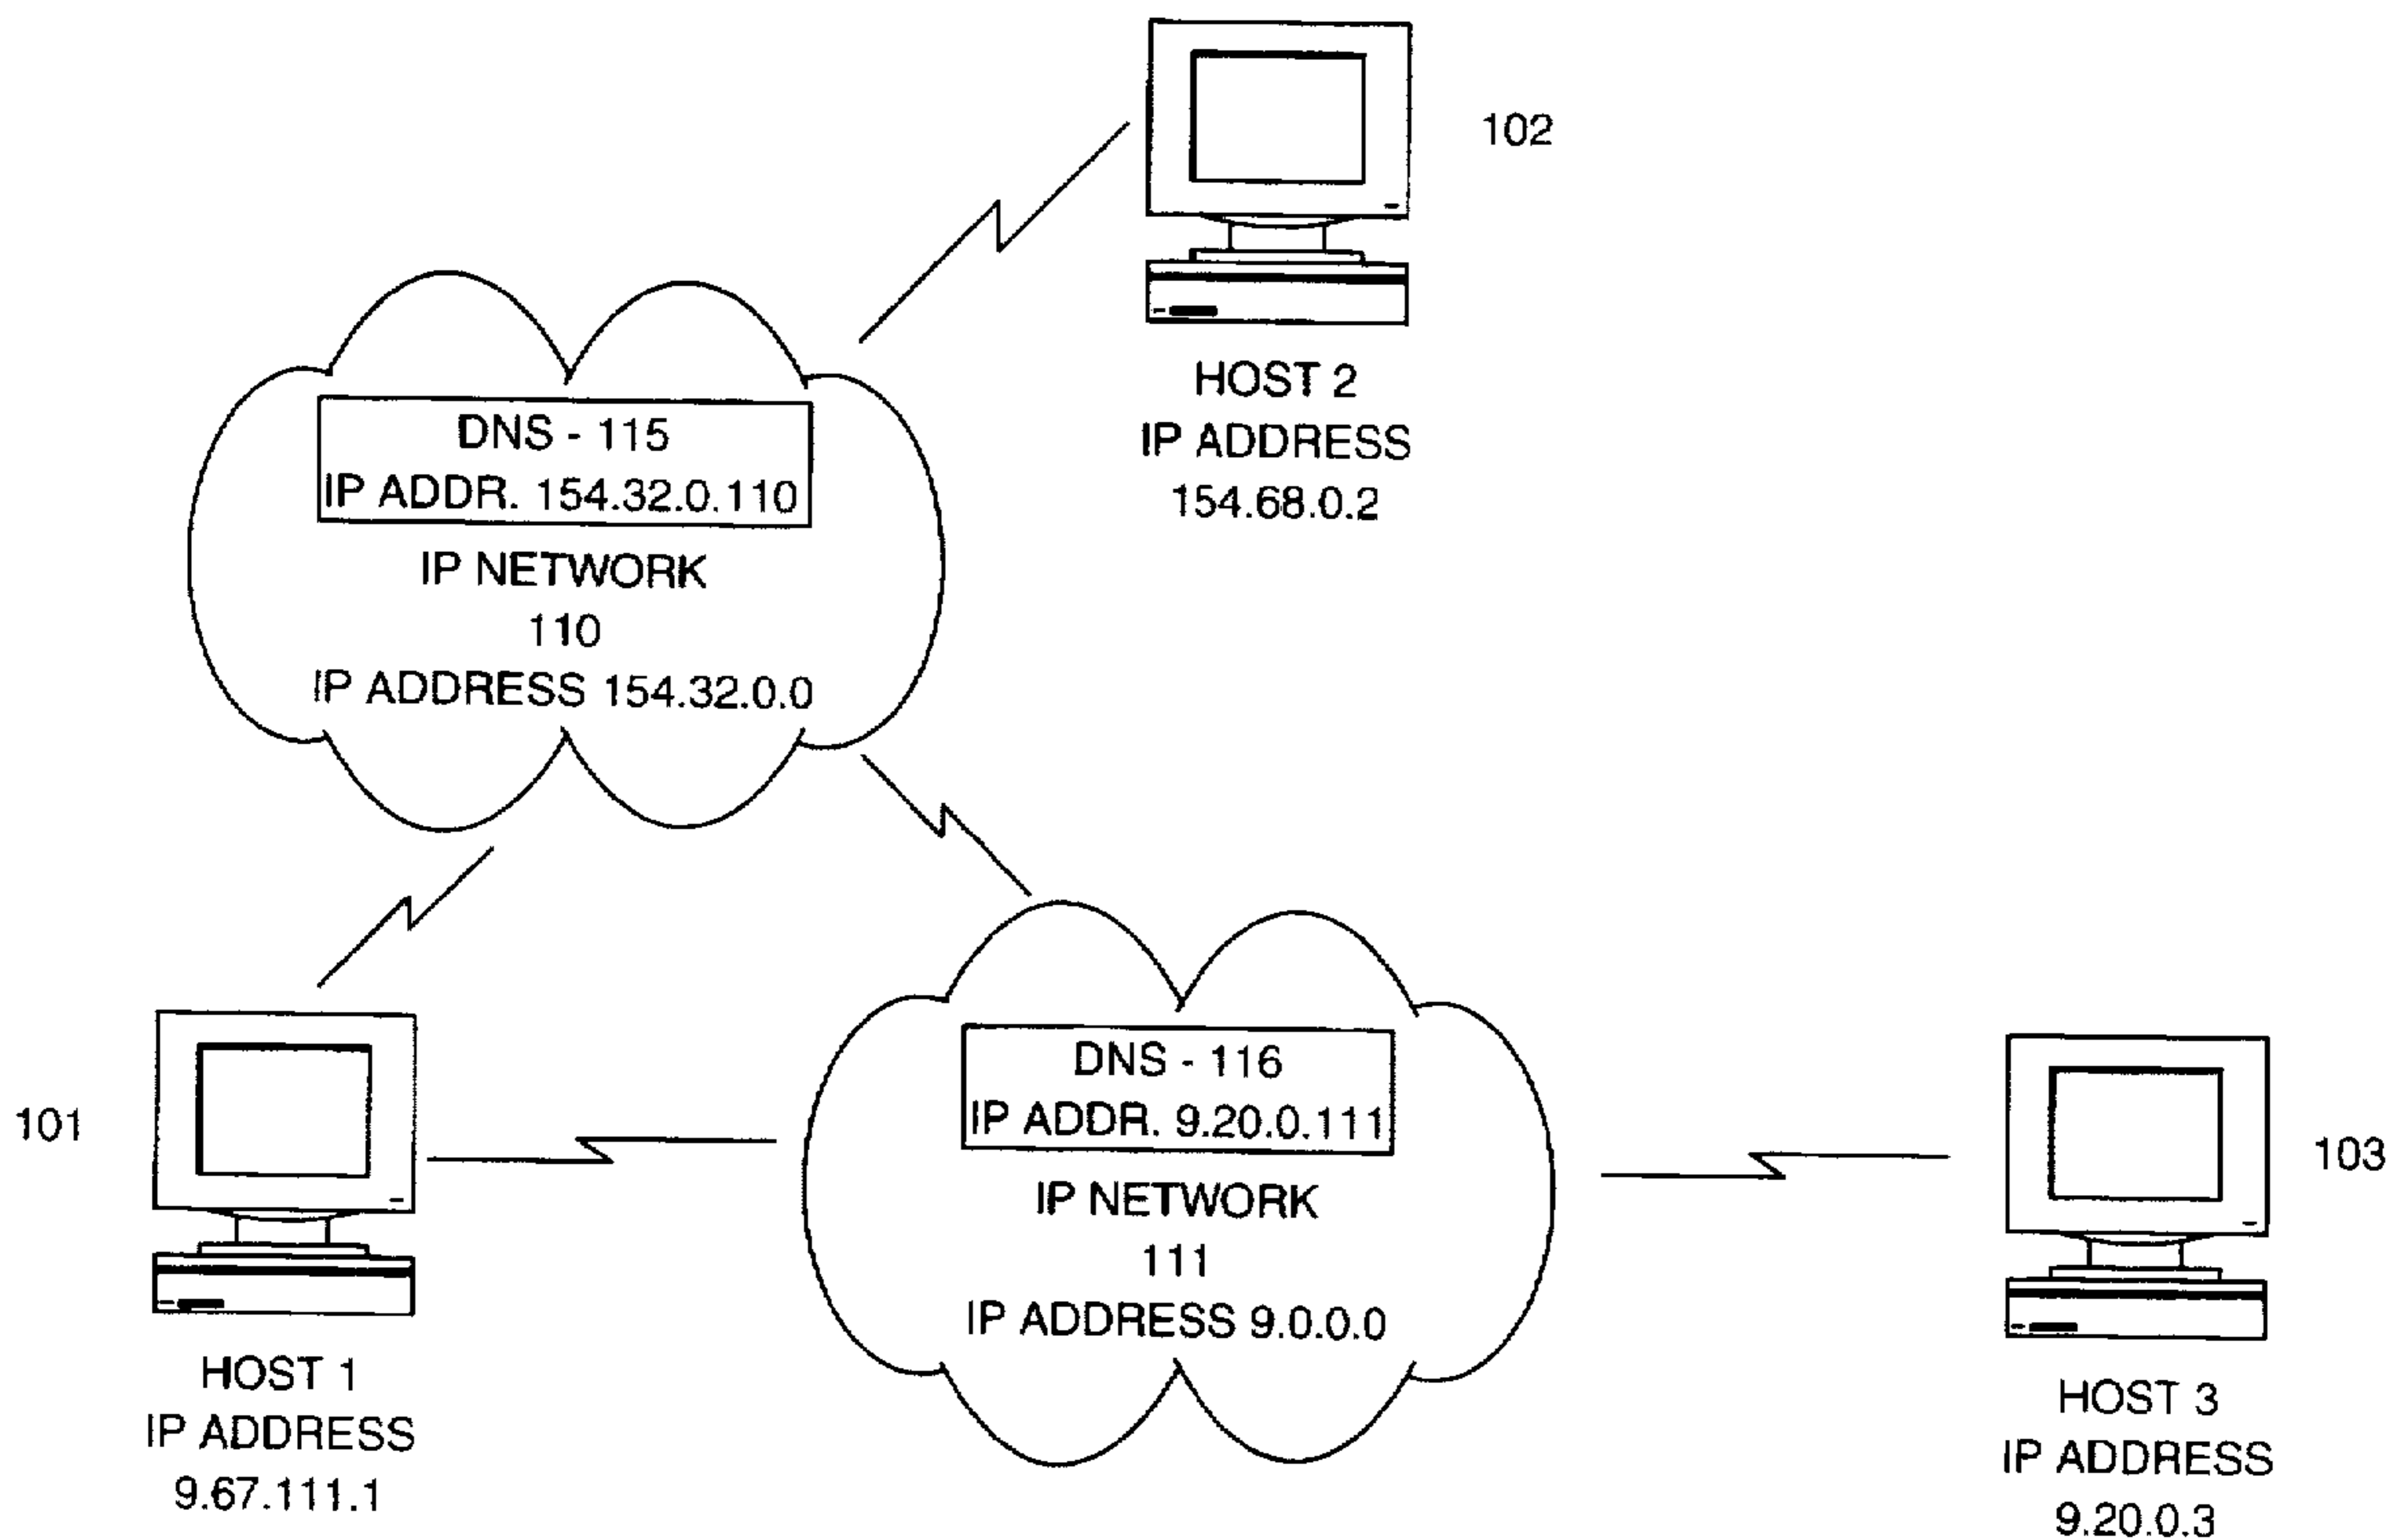 102
HOST 2
IP ADDRESS
154.68.0.2
DNS - 115
IP ADDR. 154.32.0.110
IP NETWORK
110
IP ADDRESS 154.32.0.0
101
HOST 1
IP ADDRESS
9.67.111.1
DNS - 116
IP ADDR. 9.20.0.111
IP NETWORK
111
IP ADDRESS 9.0.0.0
103
HOST 3
IP ADDRESS
9.20.0.3